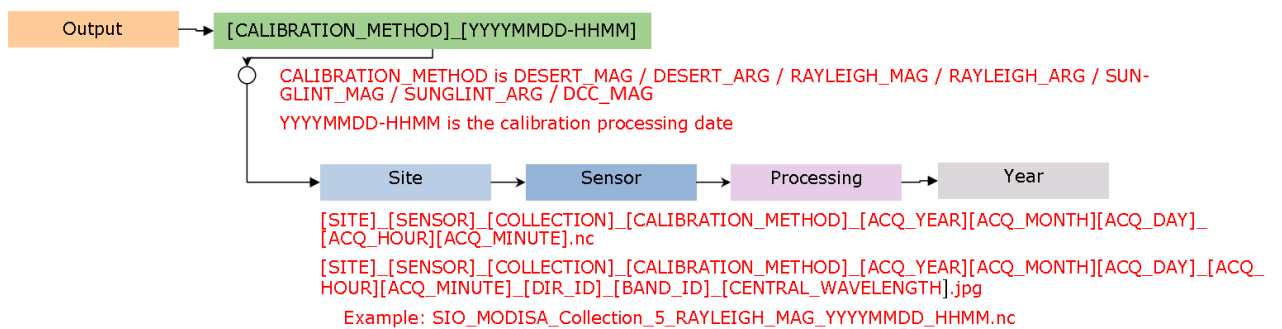 Output
[CALIBRATION_METHOD]_[YYYYMMDD-HHMM]
CALIBRATION_METHOD is DESERT_MAG / DESERT_ARG / RAYLEIGH_MAG / RAYLEIGH_ARG / SUN-
GLINT_MAG / SUNGLINT_ARG / DCC_MAG
YYYYMMDD-HHMM is the calibration processing date
Site
Sensor
Processing
Year
[SITE]_[SENSOR]_[COLLECTION]_[CALIBRATION_METHOD]_[ACQ_YEAR][ACQ_MONTH][ACQ_DAY]_
[ACQ_HOUR][ACQ_MINUTE].nc
[SITE]_[SENSOR]_[COLLECTION]_[CALIBRATION_METHOD]_[ACQ_YEAR][ACQ_MONTH][ACQ_DAY]_[ACQ_
HOUR][ACQ_MINUTE]_[DIR_ID]_[BAND_ID]_[CENTRAL_WAVELENGTH].jpg
Example: SIO_MODISA_Collection_5_RAYLEIGH_MAG_YYYYMMDD_HHMM.nc